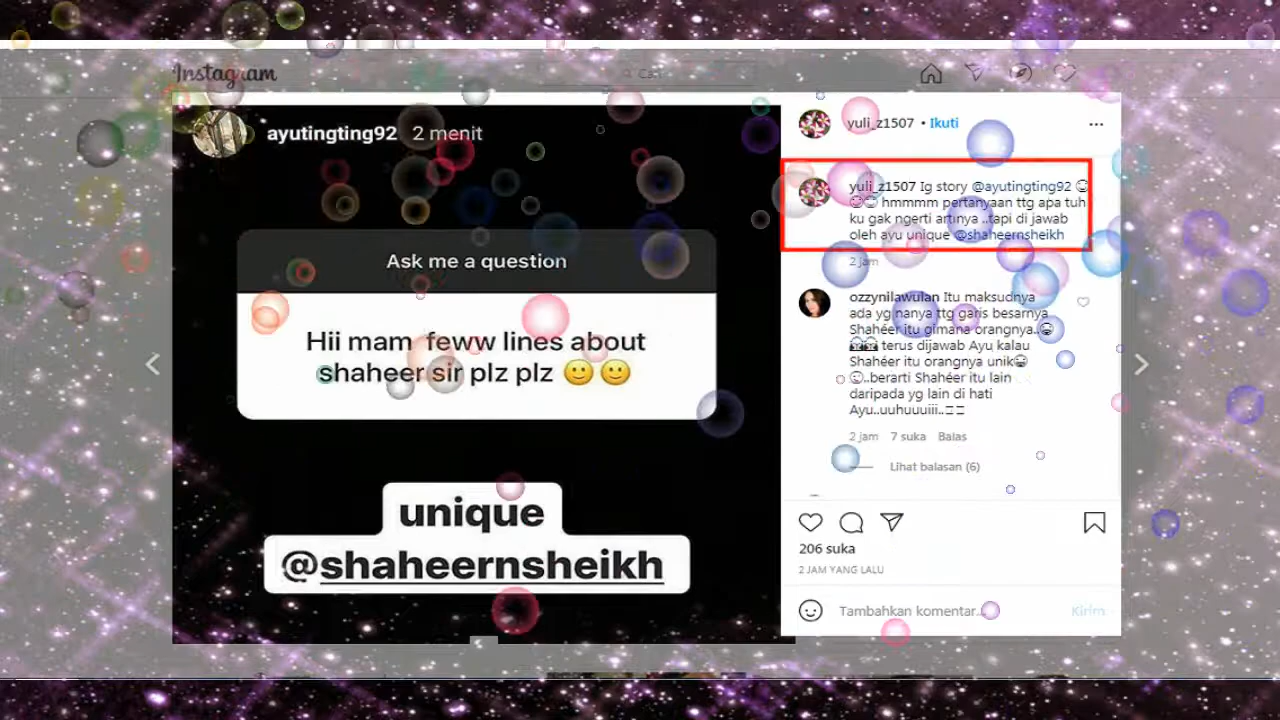 Instagram
Cari
ayutingting92 2 menit
Ask me a question
Hii mam feww lines about
shaheer sir plz plz 🙂🙂
unique
@shaheernsheikh
yuli_z1507 • Ikuti
yuli_z1507 Ig story @ayutingting92
hmmmm pertanyaan ttg apa tuh
ku gak ngerti artinya ..tapi di jawab
oleh ayu unique @shaheernsheikh
2 jam
ozzynilawulan Itu maksudnya
ada yg nanya ttg garis besarnya
Shahéer itu gimana orangnya..
terus dijawab Ayu kalau
Shahéer itu orangnya unik
..berarti Shahéer itu lain
daripada yg lain di hati
Ayu..uuhuuuiii..
2 jam 7 suka Balas
Lihat balasan (6)
206 suka
2 JAM YANG LALU
Tambahkan komentar...
Kirim